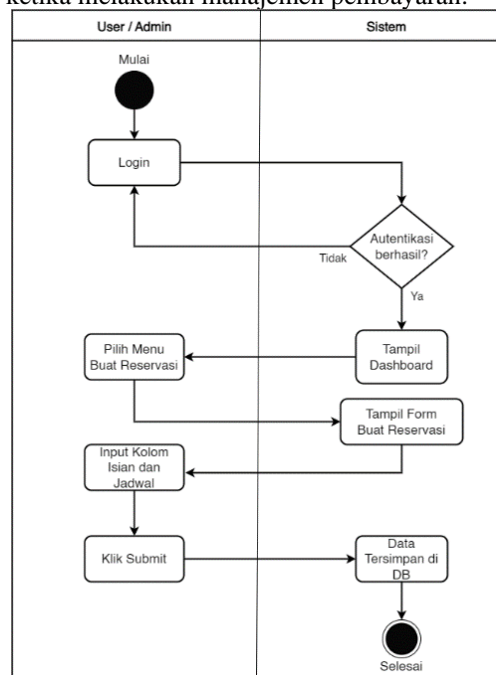 ketika melakukan manajemen pembayaran.
User / Admin
Sistem
Mulai
Login
Autentikasi
berhasil?
Tidak
Ya
Tampil
Dashboard
Pilih Menu
Buat Reservasi
Tampil Form
Buat Reservasi
Input Kolom
Isian dan
Jadwal
Klik Submit
Data
Tersimpan di
DB
Selesai